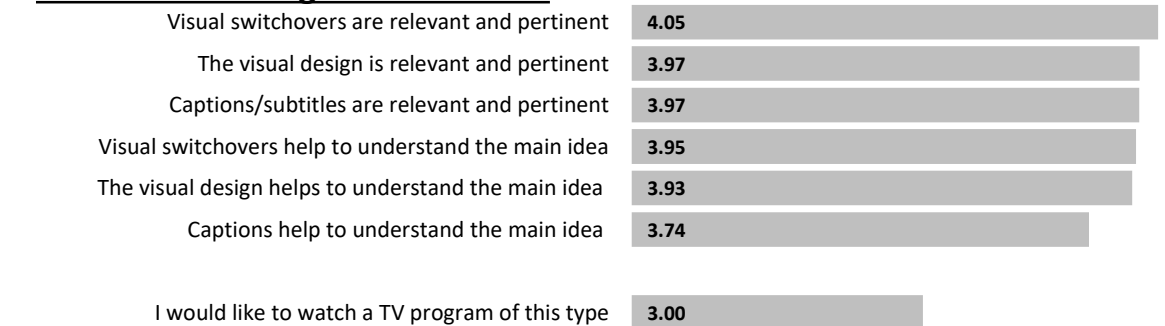 Visual switchovers are relevant and pertinent 4.05
The visual design is relevant and pertinent 3.97
Captions/subtitles are relevant and pertinent 3.97
Visual switchovers help to understand the main idea 3.95
The visual design helps to understand the main idea 3.93
Captions help to understand the main idea 3.74
I would like to watch a TV program of this type 3.00